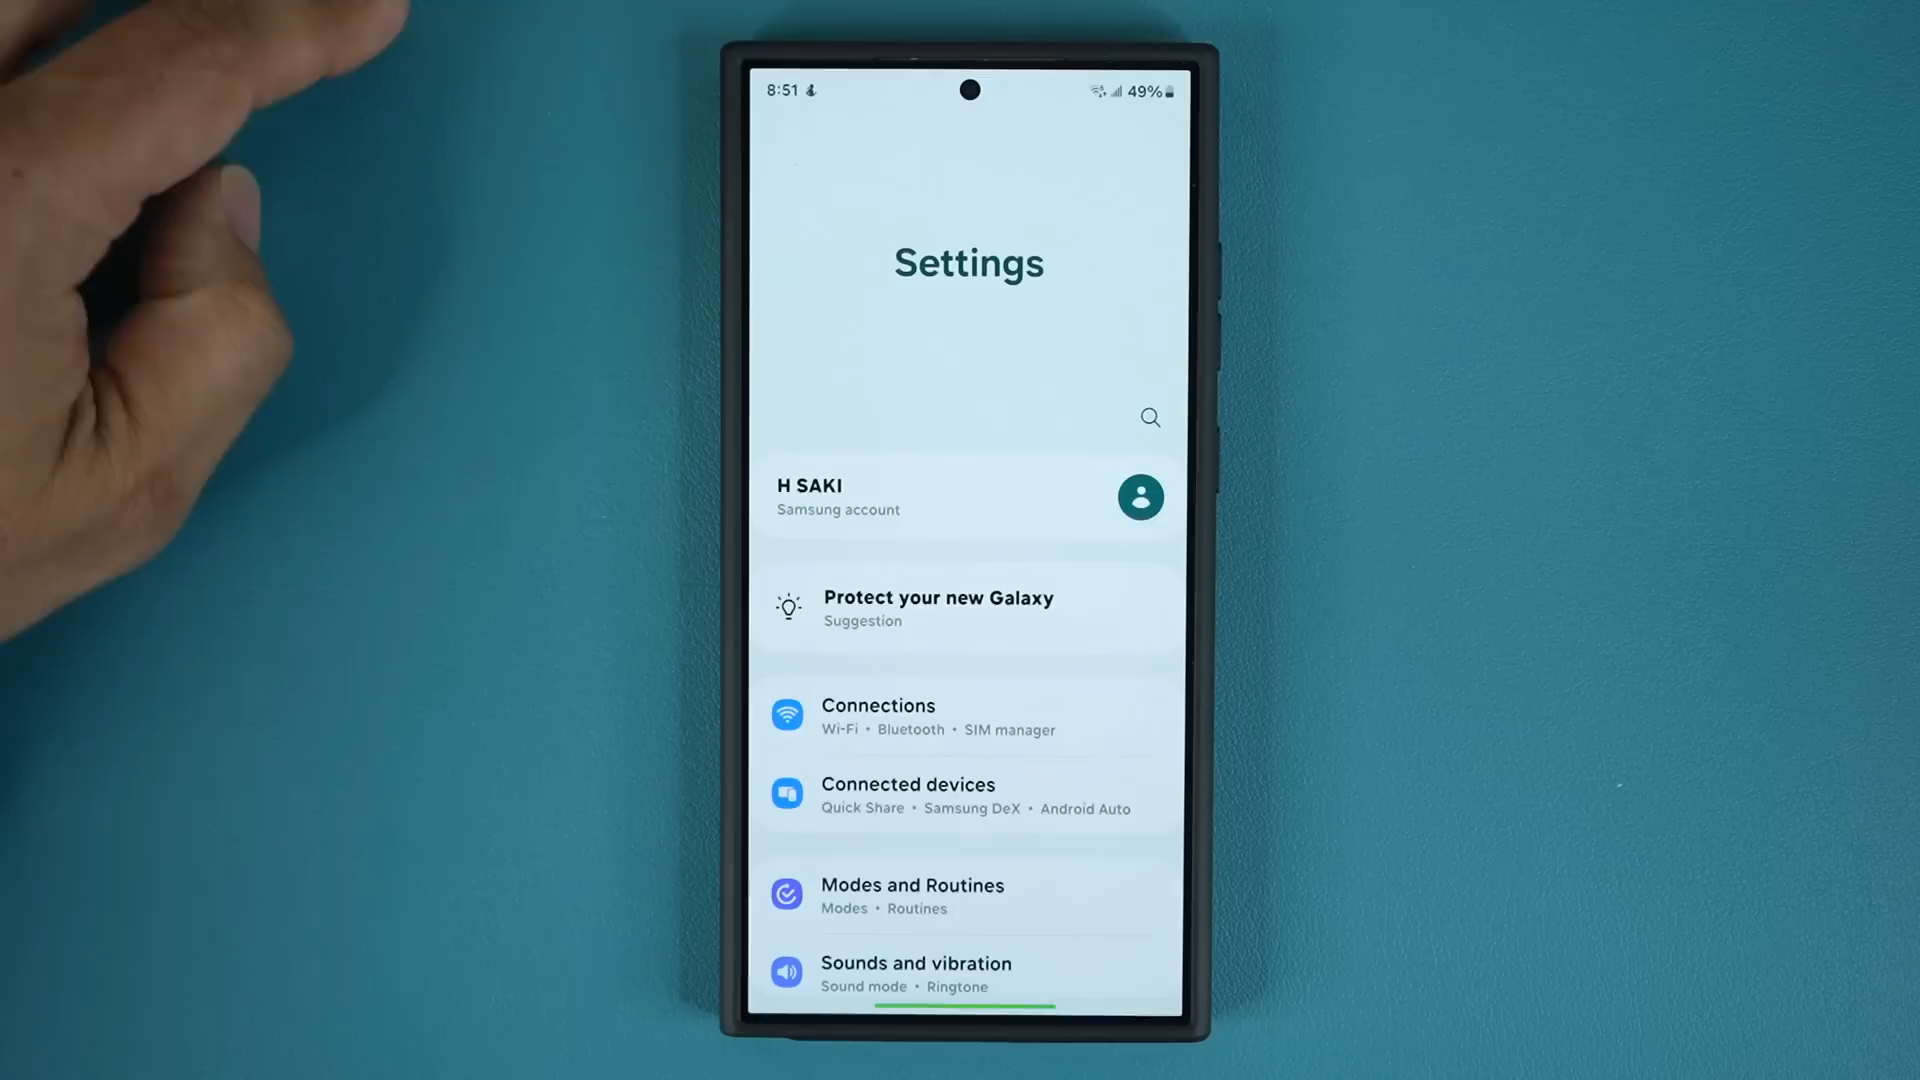 8:51
49%
Settings
H SAKI
Samsung account
Protect your new Galaxy
Suggestion
Connections
Wi-Fi • Bluetooth • SIM manager
Connected devices
Quick Share • Samsung DeX • Android Auto
Modes and Routines
Modes • Routines
Sounds and vibration
Sound mode • Ringtone